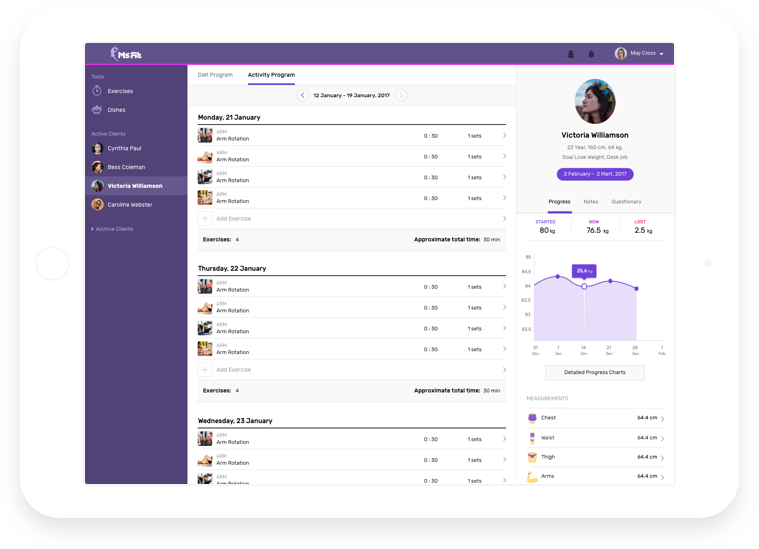 Ms Fit
May Cross
Tools
Exercises
Dishes
Active Clients
Cynthia Paul
Bess Coleman
Victoria Williamson
Caroline Webster
Archive Clients
Diet Program
Activity Program
12 January - 19 January, 2017
Monday, 21 January
ARM
Arm Rotation 0 : 30 1 sets
ARM
Arm Rotation 0 : 30 1 sets
ARM
Arm Rotation 0 : 30 1 sets
ARM
Arm Rotation 0 : 30 1 sets
Add Exercise
Exercises: 4 Approximate total time: 30 min
Thursday, 22 January
ARM
Arm Rotation 0 : 30 1 sets
ARM
Arm Rotation 0 : 30 1 sets
ARM
Arm Rotation 0 : 30 1 sets
ARM
Arm Rotation 0 : 30 1 sets
Add Exercise
Exercises: 4 Approximate total time: 30 min
Wednesday, 23 January
ARM
Arm Rotation 0 : 30 1 sets
ARM
Arm Rotation 0 : 30 1 sets
ARM
Arm Rotation 0 : 30 1 sets
Victoria Williamson
23 Year, 160 cm. 64 kg.
Goal Lose Weight, Desk job
2 February - 2 Mart, 2017
Progress Notes Questionary
STARTED NOW LOST
80 kg 76.5 kg 2.5 kg
85
84.5
84
83.5
83
82.5
25,6 kg
31 7 14 21 28 7
Dec Jan Jan Jan Jan Feb
Detailed Progress Charts
MEASUREMENTS
Chest 64.4 cm
Waist 64.4 cm
Thigh 64.4 cm
Arms 64.4 cm